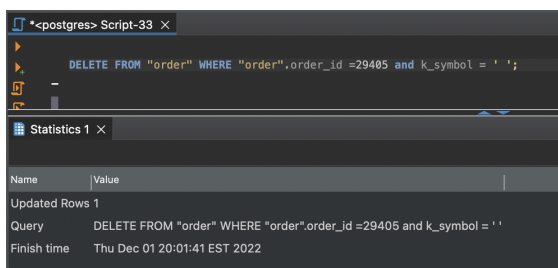 *<postgres> Script-33 ×
DELETE FROM "order" WHERE "order".order_id =29405 and k_symbol = ' ';
Statistics 1 ×
Name Value
Updated Rows 1
Query DELETE FROM "order" WHERE "order".order_id =29405 and k_symbol = ' '
Finish time Thu Dec 01 20:01:41 EST 2022